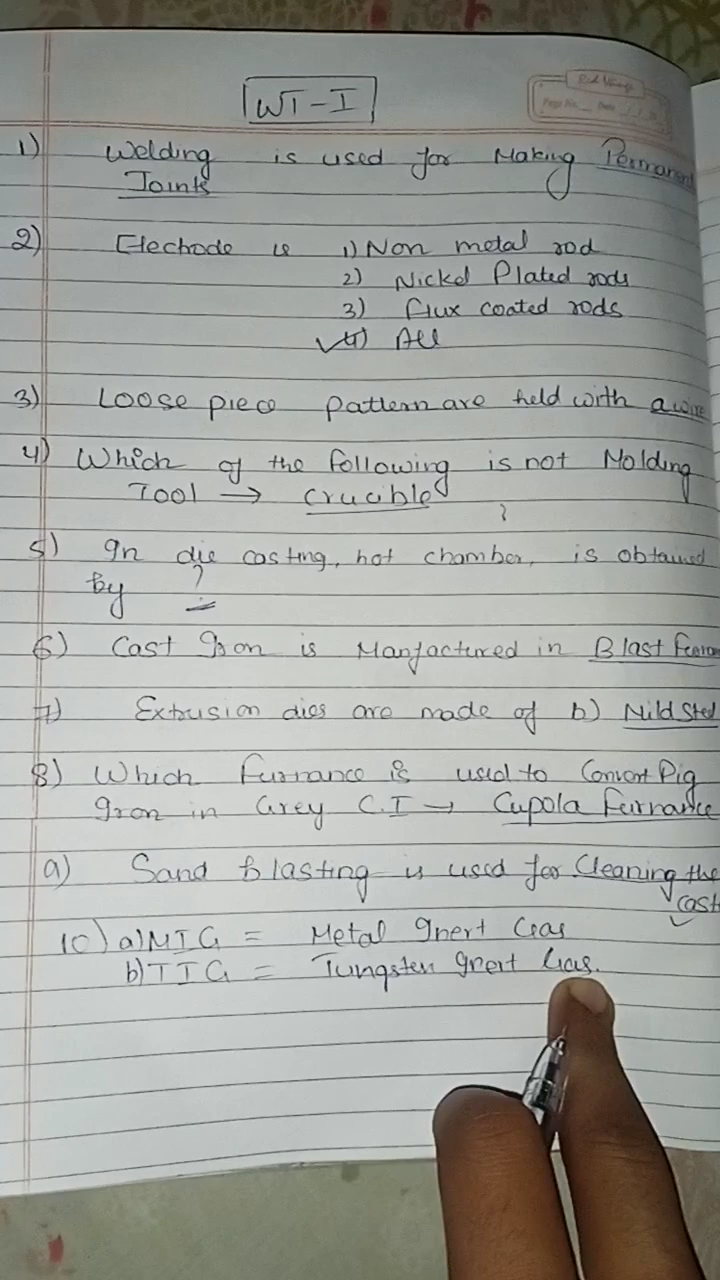 WT-I
1) Welding is used for Making Permanent
Joints
2) Electrode is 1) Non metal rod
2) Nickel Plated rods
3) flux coated rods
4) All
3) Loose piece pattern are held with a wire
4) Which of the following is not Molding
Tool → Crucible
?
5) In die casting, hot chamber, is obtained
by ?
6) Cast Iron is Manfactured in Blast
7) Extrusion dies are made of b) Mild Steel
8) Which furnance is used to Convert Pig
Iron in Grey C.I → Cupola Furnance
9) Sand Blasting is used for Cleaning the
cast
10) a) MIG = Metal Inert Gas
b) TIG = Tungsten Inert Gas.